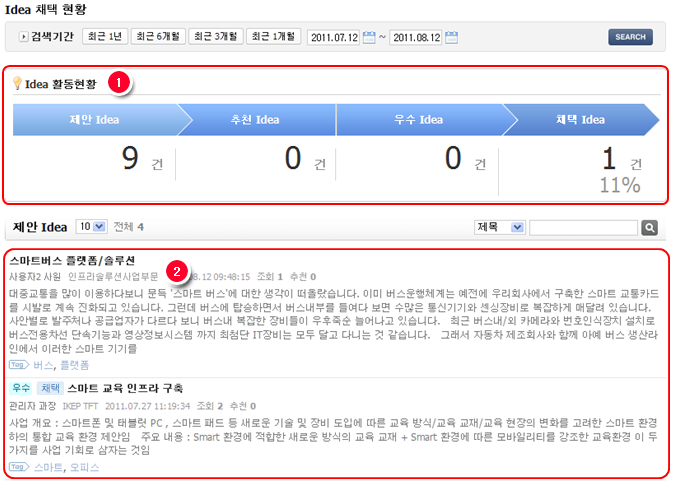 Idea 채택 현황
검색기간 최근 1년 최근 6개월 최근 3개월 최근 1개월 2011.07.12 ~ 2011.08.12 SEARCH
Idea 활동현황 1
제안 Idea 추천 Idea 우수 Idea 채택 Idea
9 건 0 건 0 건 1 건
11%
제안 Idea 10 전체 4 제목
스마트버스 플랫폼/솔루션
사용자2 사원 인프라솔루션사업부문 2 8.12 09:48:15 조회 1 추천 0
대중교통을 많이 이용하다보니 문득 '스마트 버스'에 대한 생각이 떠올랐습니다. 이미 버스운행체계는 예전에 우리회사에서 구축한 스마트 교통카드
를 시발로 계속 진화되고 있습니다. 그런데 버스에 탑승하면서 버스내부를 들여다 보면 수많은 통신기기와 센싱장비로 복잡하게 매달려 있습니다.
사안별로 발주처나 공급업자가 다르다 보니 버스내 복잡한 장비들이 우후죽순 늘어나고 있습니다. 최근 버스내/외 카메라와 번호인식장치 설치로
버스전용차선 단속기능과 영상정보시스템 까지 최첨단 IT장비는 모두 달고 다니는 것 같습니다. 그래서 자동차 제조회사와 함께 아예 버스 생산라
인에서 이러한 스마트 기기를
Tag 버스, 플랫폼
우수 채택 스마트 교육 인프라 구축
관리자 과장 IKEP TFT 2011.07.27 11:19:34 조회 2 추천 0
사업 개요 : 스마트폰 및 태블릿 PC , 스마트 패드 등 새로운 기술 및 장비 도입에 따른 교육 방식/교육 교재/교육 현장의 변화를 고려한 스마트 환경
하의 통합 교육 환경 제안임 주요 내용 : Smart 환경에 적합한 새로운 방식의 교육 교재 + Smart 환경에 따른 모바일리티를 강조한 교육환경 이 두
가지를 사업 기회로 삼자는 것임
Tag 스마트, 오피스